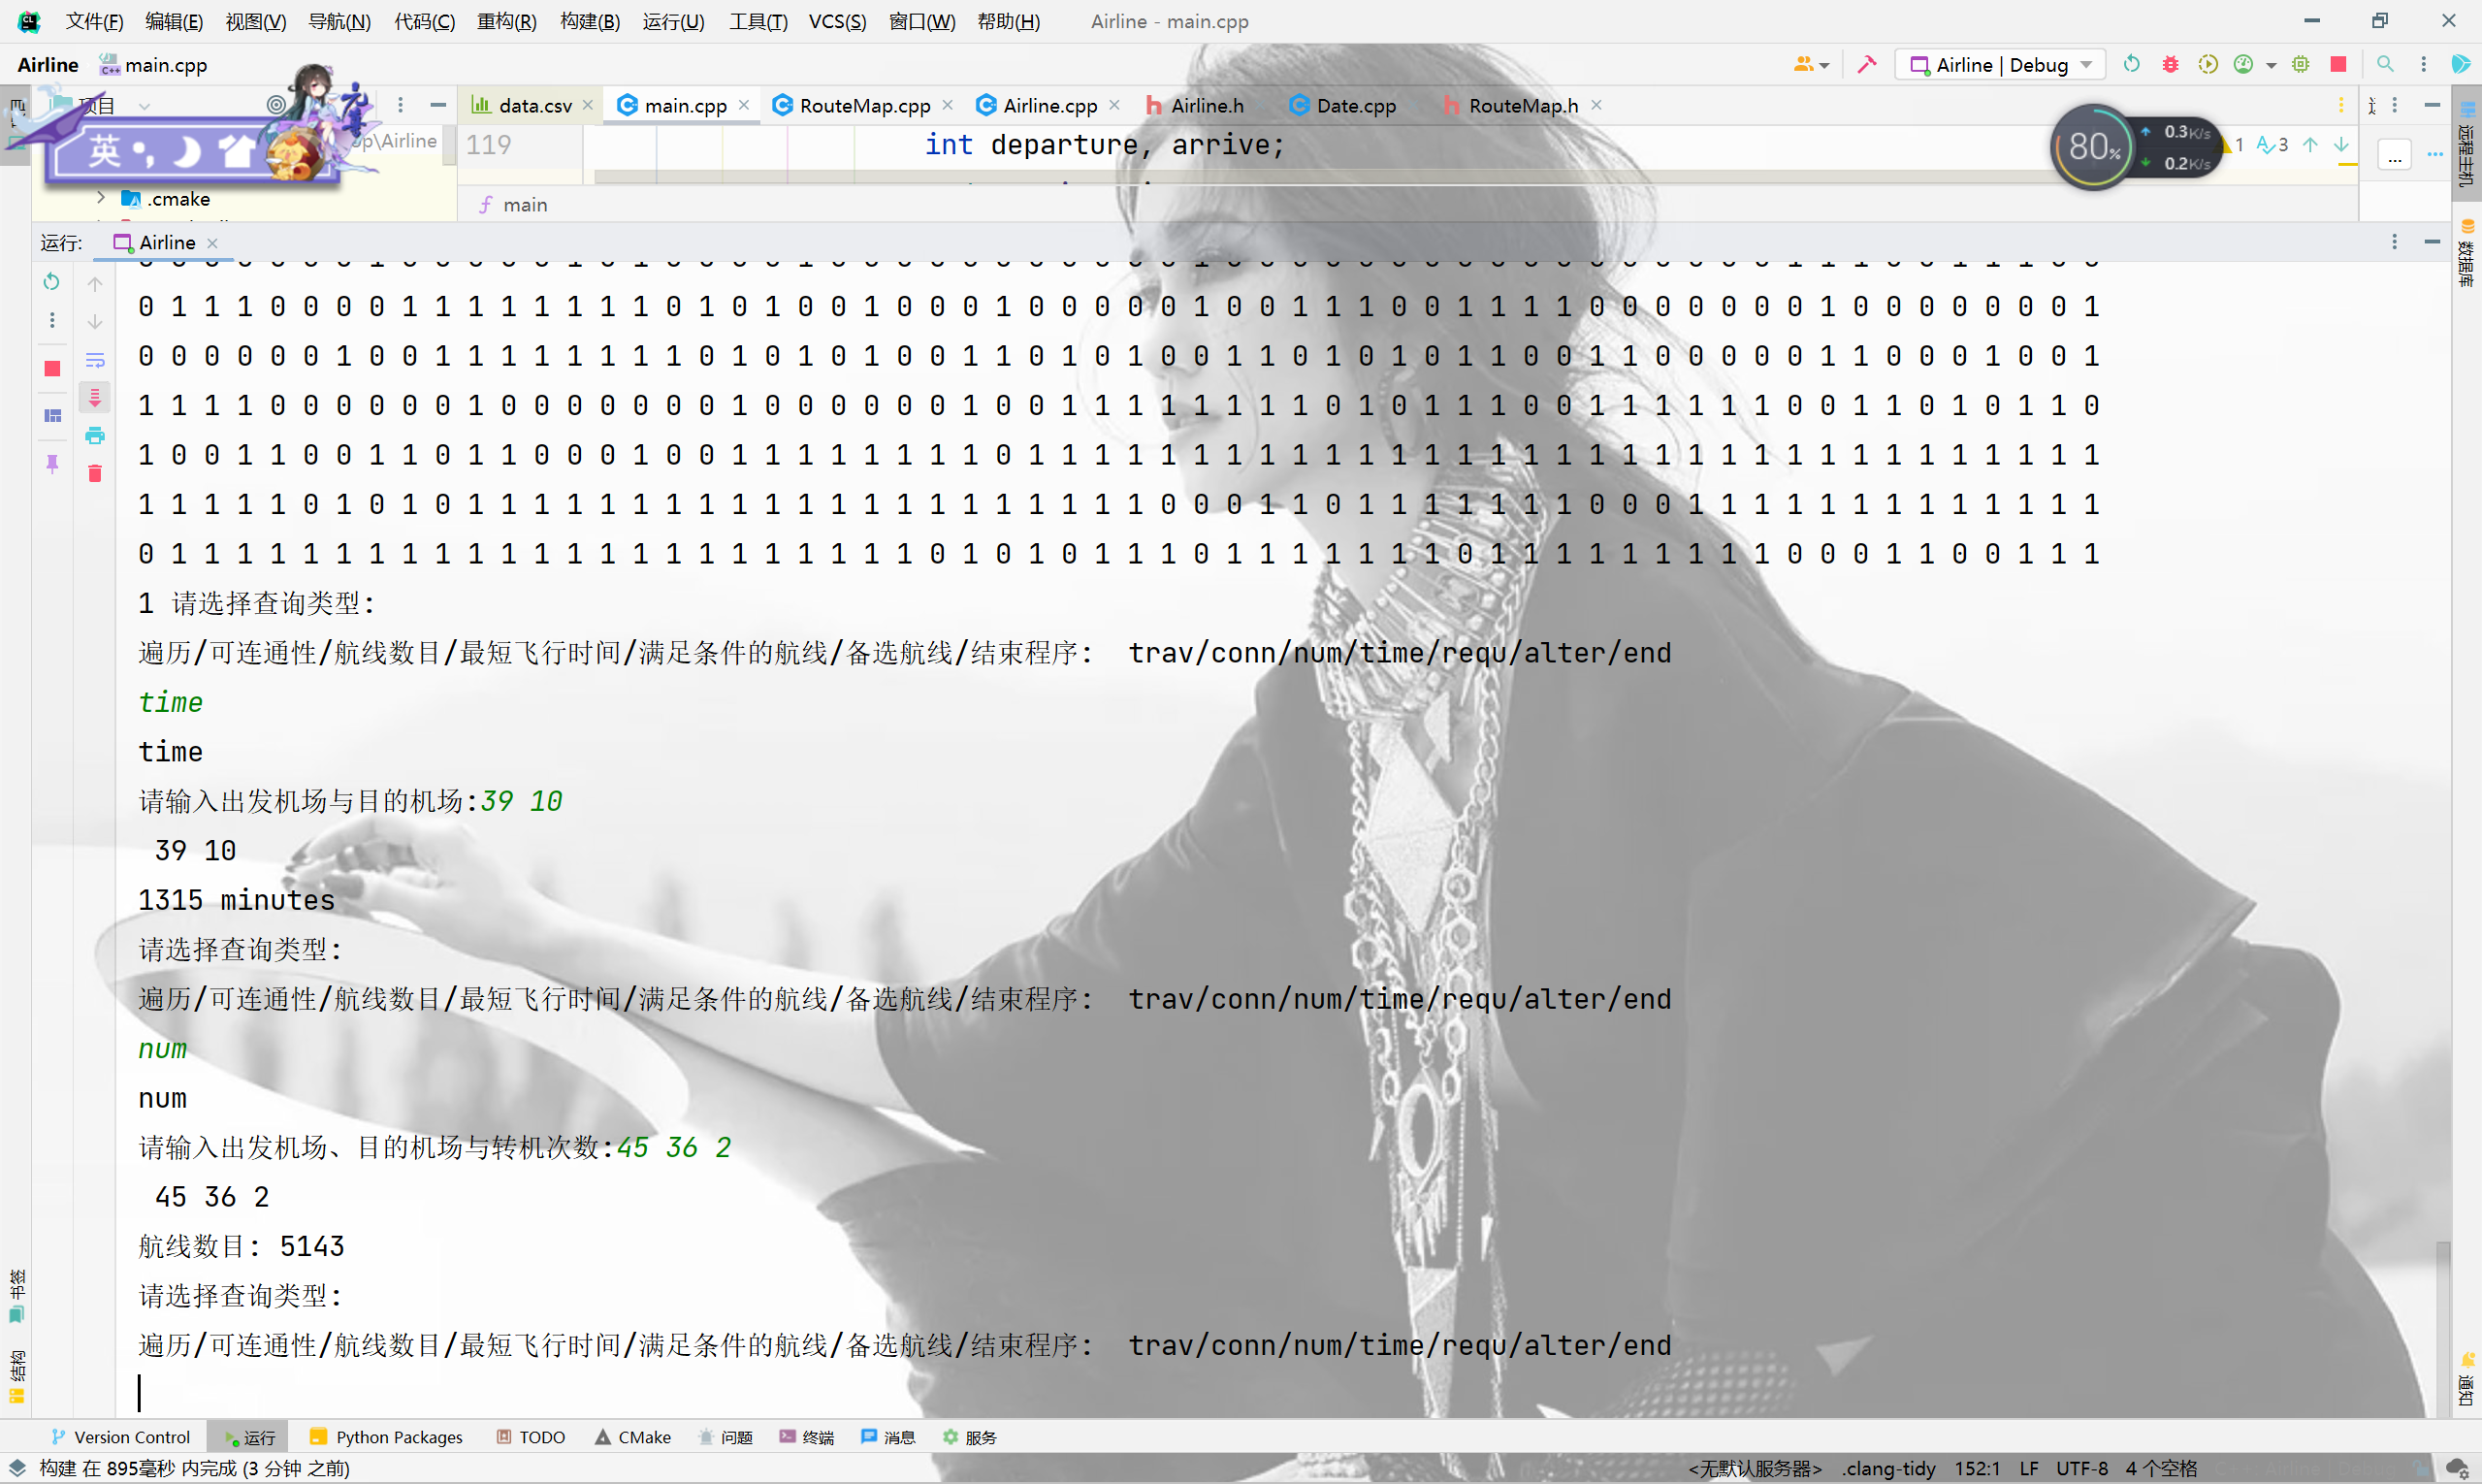 文件(F) 编辑(E) 视图(V) 导航(N) 代码(C) 重构(R) 构建(B) 运行(U) 工具(T) VCS(S) 窗口(W) 帮助(H) Airline - main.cpp
Airline main.cpp Airline | Debug
项目 data.csv main.cpp RouteMap.cpp Airline.cpp Airline.h Date.cpp RouteMap.h
英 p\Airline 119 int departure, arrive; 80% 0.3K/s 0.2K/s 1 3 ...
.cmake main
运行: Airline
0 1 1 1 0 0 0 0 1 1 1 1 1 1 1 1 0 1 0 1 0 0 1 0 0 0 1 0 0 0 0 0 1 0 0 1 1 1 0 0 1 1 1 1 0 0 0 0 0 0 0 1 0 0 0 0 0 0 0 1
0 0 0 0 0 0 1 0 0 1 1 1 1 1 1 1 1 0 1 0 1 0 1 0 0 1 1 0 1 0 1 0 0 1 1 0 1 0 1 0 1 1 0 0 1 1 0 0 0 0 0 1 1 0 0 0 1 0 0 1
1 1 1 1 0 0 0 0 0 0 1 0 0 0 0 0 0 0 1 0 0 0 0 0 0 1 0 0 1 1 1 1 1 1 1 1 0 1 0 1 1 1 0 0 1 1 1 1 1 1 0 0 1 1 0 1 0 1 1 0
1 0 0 1 1 0 0 1 1 0 1 1 0 0 0 1 0 0 1 1 1 1 1 1 1 1 0 1 1 1 1 1 1 1 1 1 1 1 1 1 1 1 1 1 1 1 1 1 1 1 1 1 1 1 1 1 1 1 1 1
1 1 1 1 1 0 1 0 1 0 1 1 1 1 1 1 1 1 1 1 1 1 1 1 1 1 1 1 1 1 1 0 0 0 1 1 0 1 1 1 1 1 1 1 0 0 0 1 1 1 1 1 1 1 1 1 1 1 1 1
0 1 1 1 1 1 1 1 1 1 1 1 1 1 1 1 1 1 1 1 1 1 1 1 0 1 0 1 0 1 1 1 0 1 1 1 1 1 1 1 0 1 1 1 1 1 1 1 1 1 0 0 0 1 1 0 0 1 1 1
1 请选择查询类型:
遍历/可连通性/航线数目/最短飞行时间/满足条件的航线/备选航线/结束程序: trav/conn/num/time/requ/alter/end
time
time
请输入出发机场与目的机场:39 10
39 10
1315 minutes
请选择查询类型:
遍历/可连通性/航线数目/最短飞行时间/满足条件的航线/备选航线/结束程序: trav/conn/num/time/requ/alter/end
num
num
请输入出发机场、目的机场与转机次数:45 36 2
45 36 2
航线数目: 5143
请选择查询类型:
遍历/可连通性/航线数目/最短飞行时间/满足条件的航线/备选航线/结束程序: trav/conn/num/time/requ/alter/end
远程主机
数据库
书签
结构
通知
Version Control 运行 Python Packages TODO CMake 问题 终端 消息 服务
构建 在 895毫秒 内完成 (3 分钟 之前) <无默认服务器> .clang-tidy 152:1 LF UTF-8 4 个空格